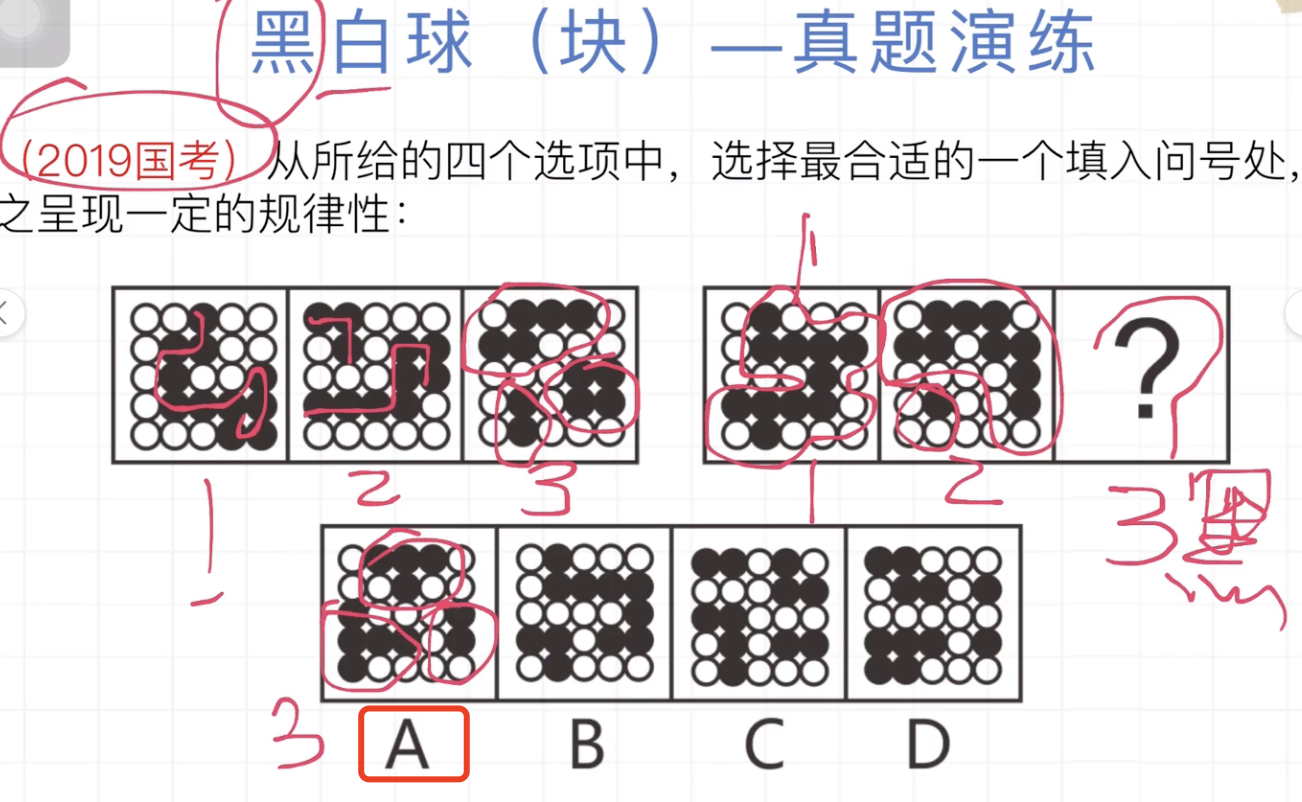 黑白球（块）—真题演练
（2019国考）从所给的四个选项中，选择最合适的一个填入问号处，
之呈现一定的规律性：
?
1 2 3 1 2 3 黑
3 A B C D